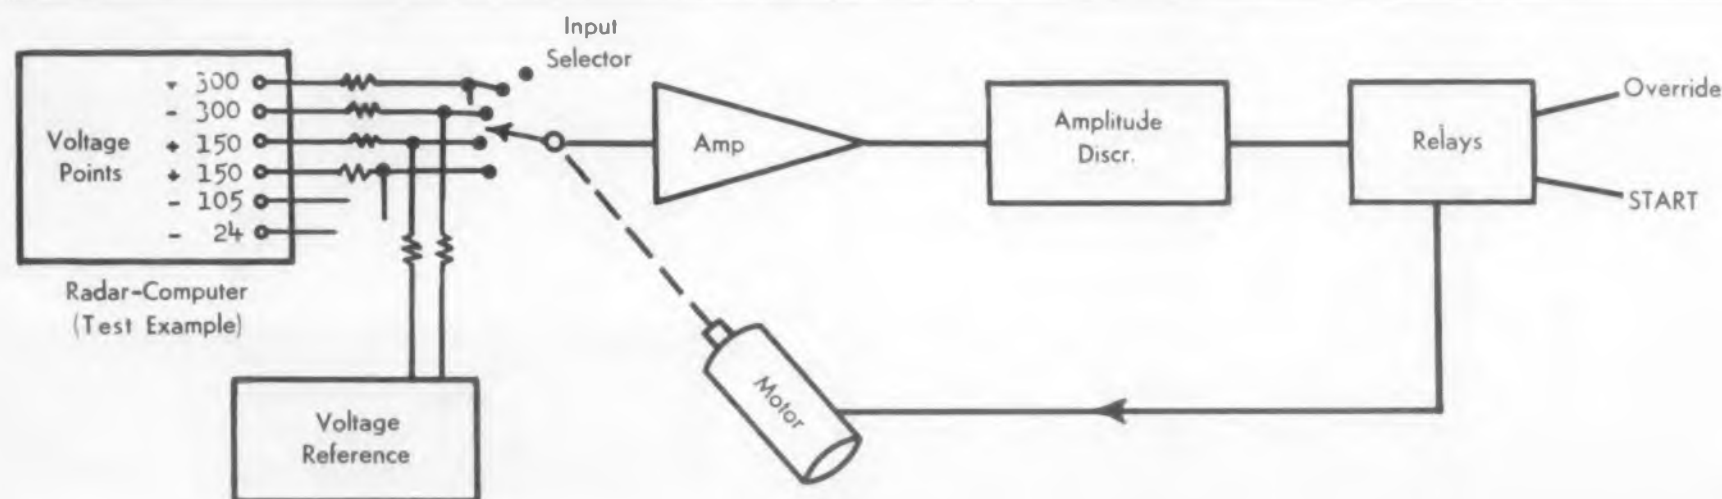 Input
Selector
+ 300
- 300
+ 150
+ 150
- 105
- 24
Voltage
Points
Radar-Computer
(Test Example)
Voltage
Reference
Amp
Amplitude
Discr.
Relays
Override
START
Motor